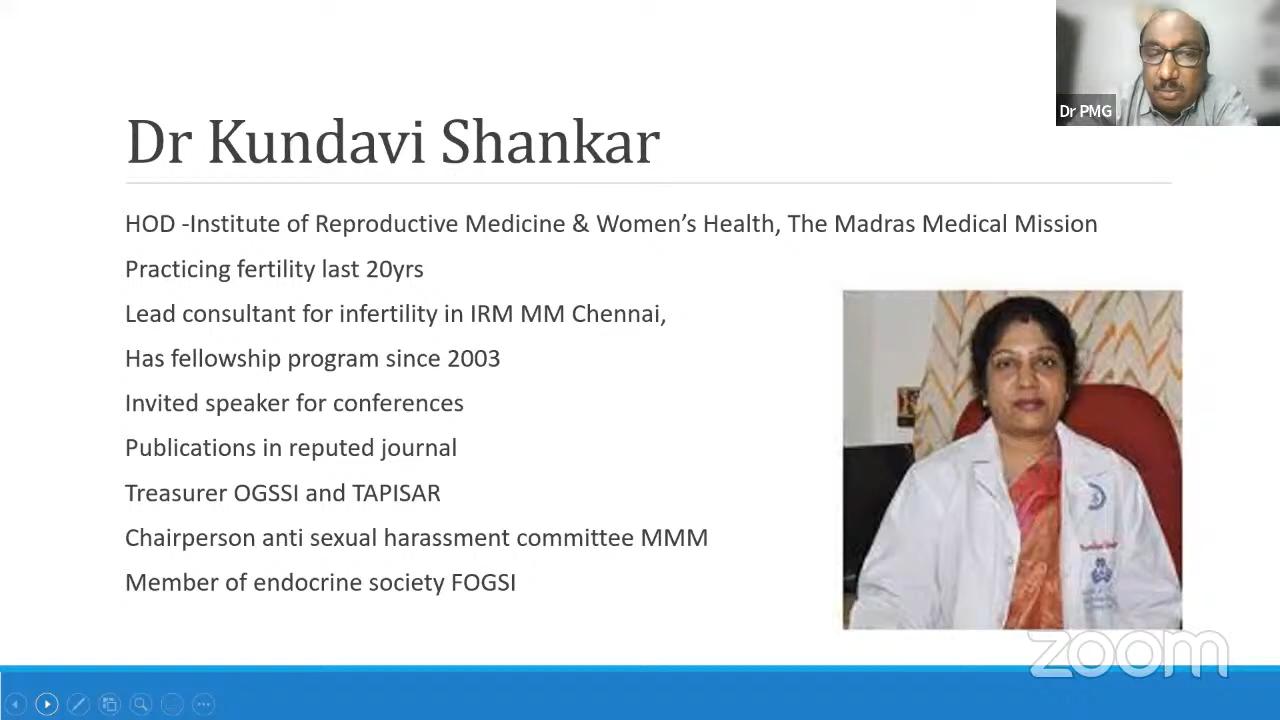 Dr PMG
Dr Kundavi Shankar
HOD -Institute of Reproductive Medicine & Women’s Health, The Madras Medical Mission
Practicing fertility last 20yrs
Lead consultant for infertility in IRM MM Chennai,
Has fellowship program since 2003
Invited speaker for conferences
Publications in reputed journal
Treasurer OGSSI and TAPISAR
Chairperson anti sexual harassment committee MMM
Member of endocrine society FOGSI
zoom